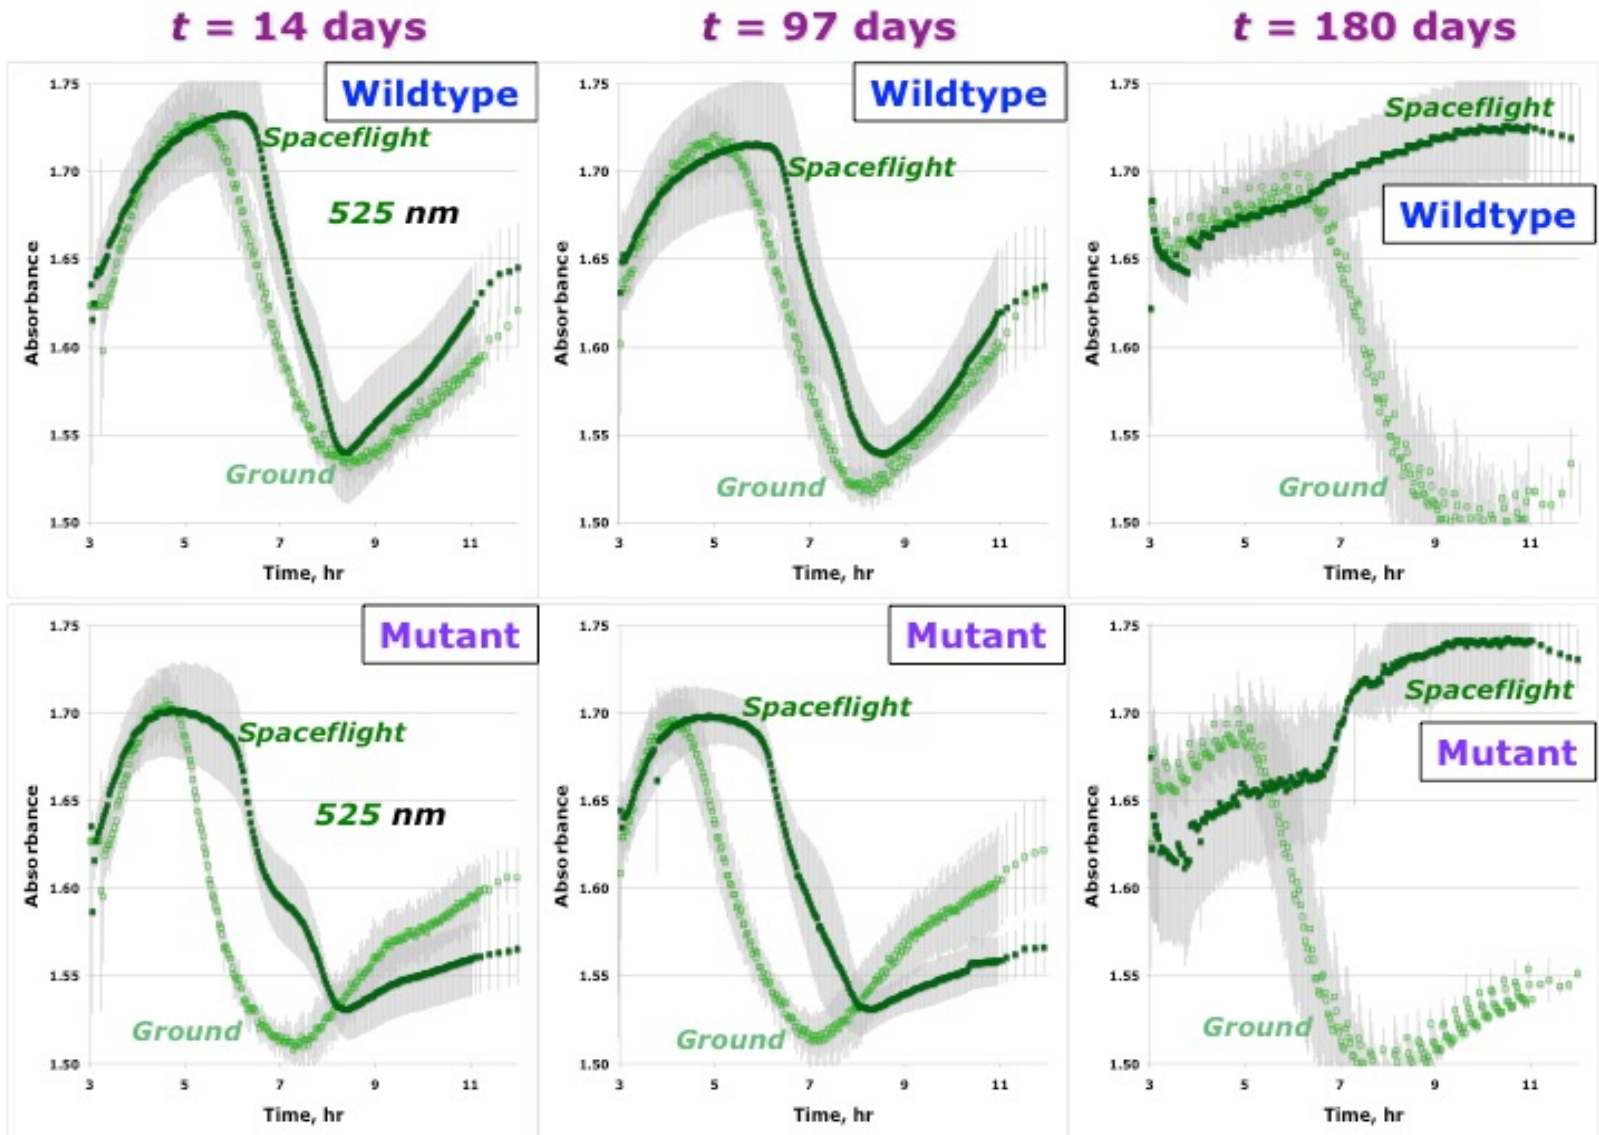 t = 14 days
t = 97 days
t = 180 days
1.75
1.70
1.65
1.60
1.55
1.50
Absorbance
Wildtype
Spaceflight
525 nm
Ground
3 5 7 9 11
Time, hr
1.75
1.70
1.65
1.60
1.55
1.50
Absorbance
Wildtype
Spaceflight
Ground
3 5 7 9 11
Time, hr
1.75
1.70
1.65
1.60
1.55
1.50
Absorbance
Spaceflight
Wildtype
Ground
3 5 7 9 11
Time, hr
1.75
1.70
1.65
1.60
1.55
1.50
Absorbance
Mutant
Spaceflight
525 nm
Ground
3 5 7 9 11
Time, hr
1.75
1.70
1.65
1.60
1.55
1.50
Absorbance
Mutant
Spaceflight
Ground
3 5 7 9 11
Time, hr
1.75
1.70
1.65
1.60
1.55
1.50
Absorbance
Spaceflight
Mutant
Ground
3 5 7 9 11
Time, hr